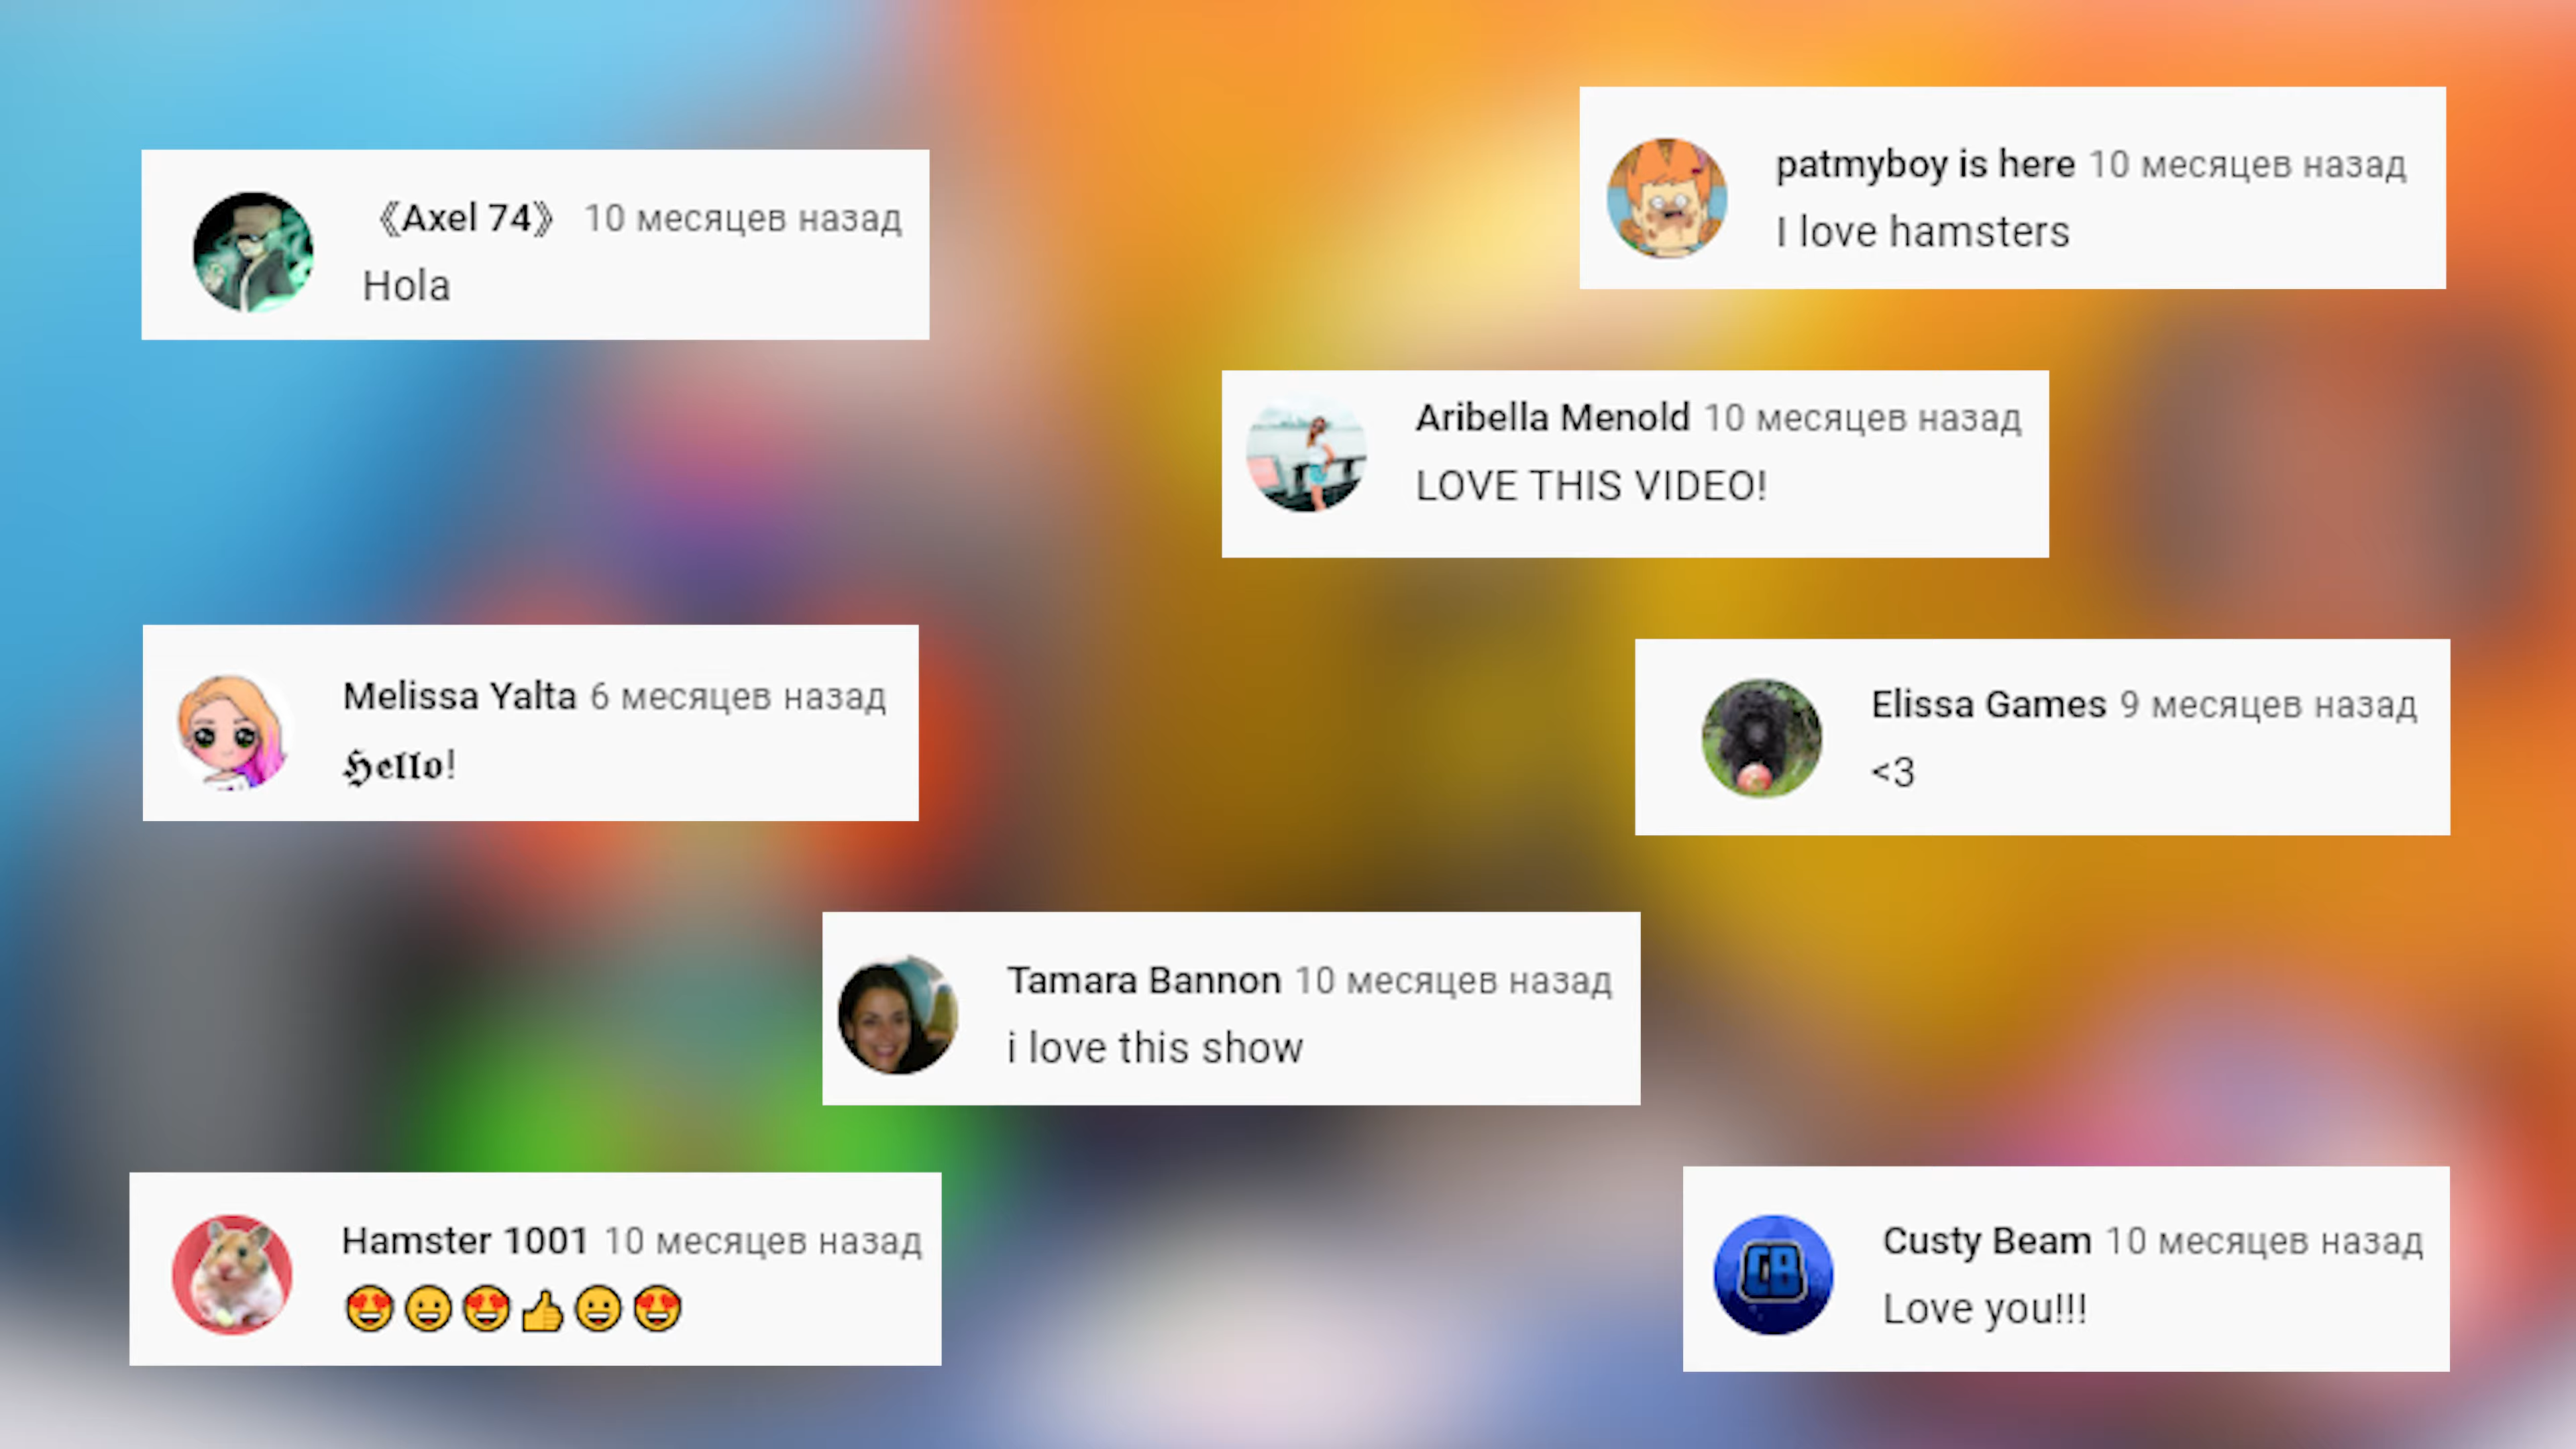 《Axel 74》 10 месяцев назад
Hola
patmyboy is here 10 месяцев назад
I love hamsters
Aribella Menold 10 месяцев назад
LOVE THIS VIDEO!
Melissa Yalta 6 месяцев назад
𝕳𝖊𝖑𝖑𝖔!
Elissa Games 9 месяцев назад
<3
Tamara Bannon 10 месяцев назад
i love this show
Hamster 1001 10 месяцев назад
😍😀😍👍😀😍
CB
Custy Beam 10 месяцев назад
Love you!!!